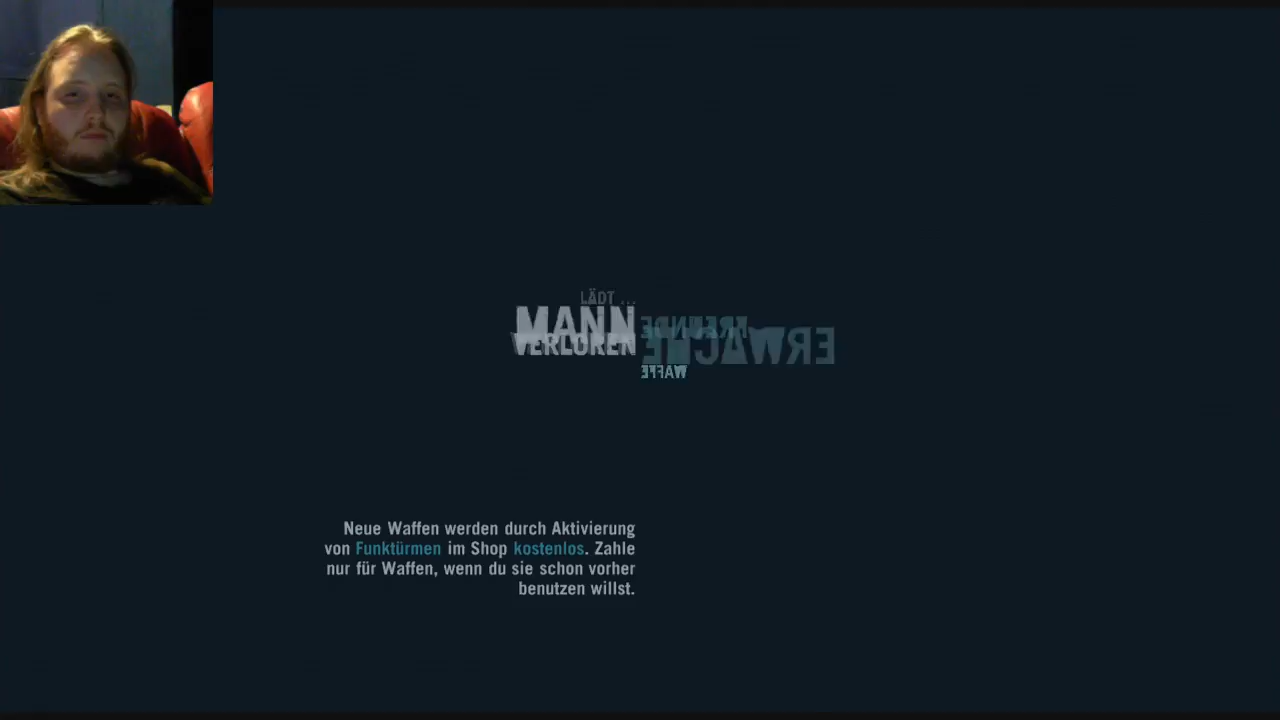 LÄDT ...
MANN
VERLOREN
FREUNDE
ERWACHE
WAFFE
Neue Waffen werden durch Aktivierung
von Funktürmen im Shop kostenlos. Zahle
nur für Waffen, wenn du sie schon vorher
benutzen willst.